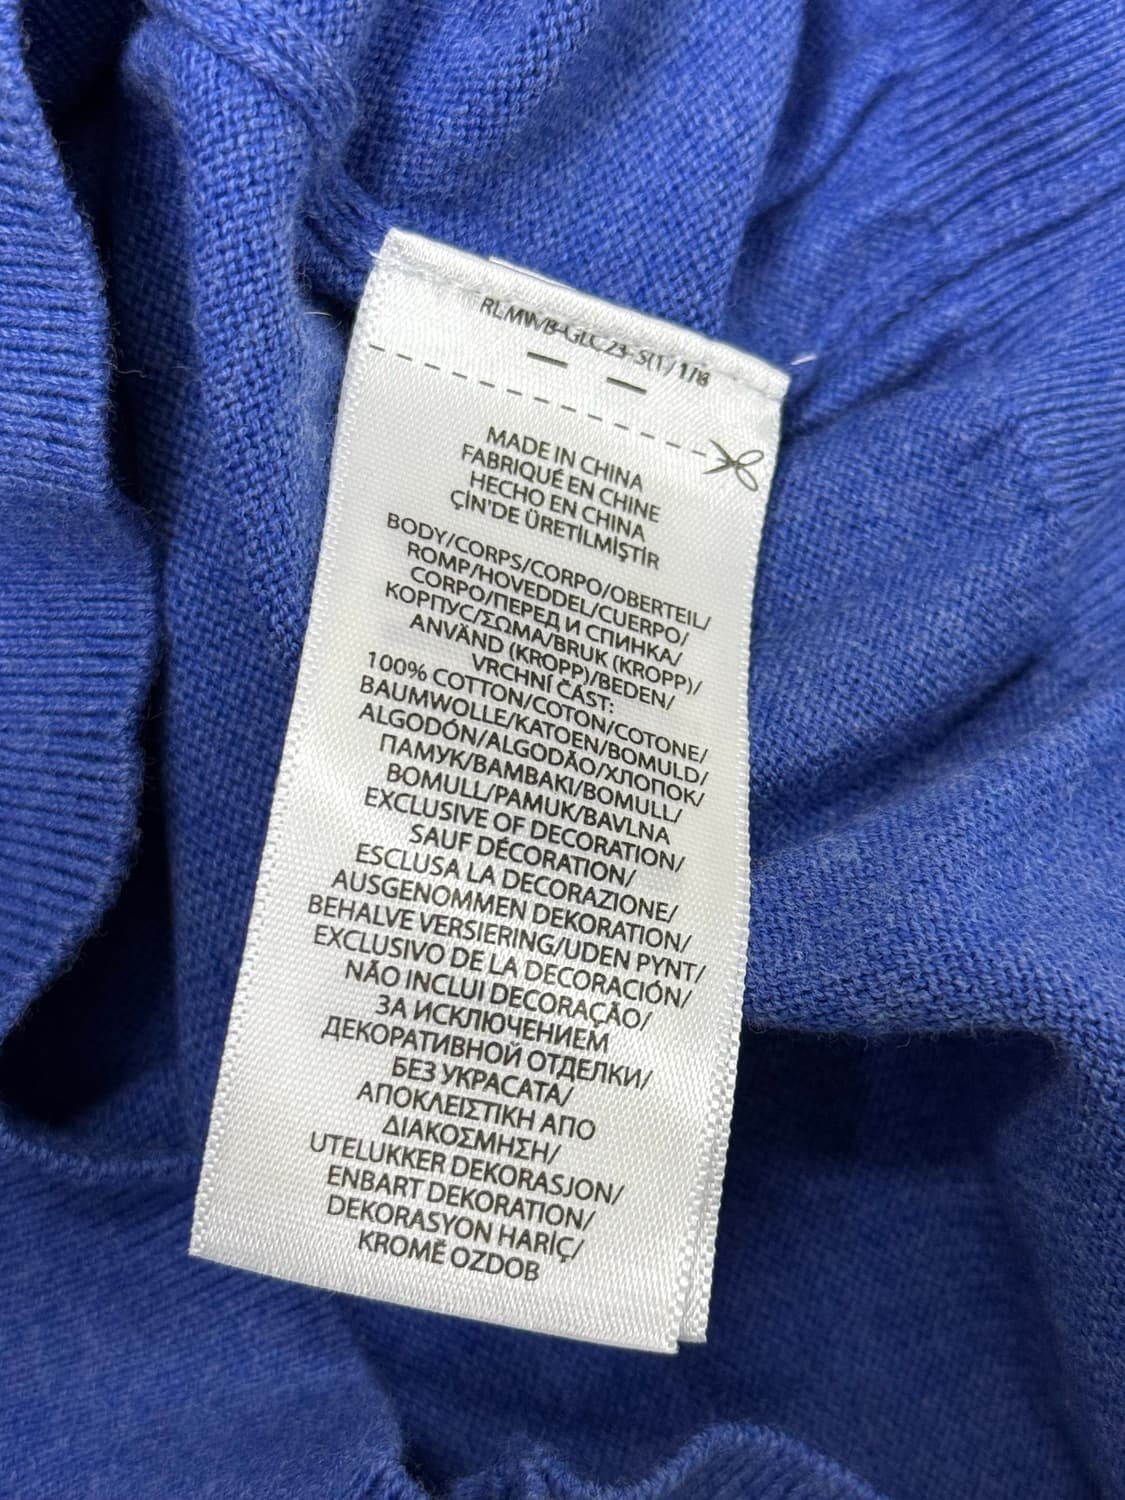 RLMWB-GLC23-S(1) 1/8
MADE IN CHINA
FABRIQUÉ EN CHINE
HECHO EN CHINA
ÇİN'DE ÜRETİLMİŞTİR
BODY/CORPS/CORPO/OBERTEIL/
ROMP/HOVEDDEL/CUERPO/
CORPO/ПЕРЕД И СПИНКА/
КОРПУС/ΣΩΜΑ/BRUK (KROPP)/
ANVÄND (KROPP)/BEDEN/
VRCHNÍ ČÁST:
100% COTTON/COTON/COTONE/
BAUMWOLLE/KATOEN/BOMULD/
ALGODÓN/ALGODÃO/ХЛОПОК/
ПАМУК/ΒΑΜΒΑΚΙ/BOMULL/
BOMULL/PAMUK/BAVLNA
EXCLUSIVE OF DECORATION/
SAUF DÉCORATION/
ESCLUSA LA DECORAZIONE/
AUSGENOMMEN DEKORATION/
BEHALVE VERSIERING/UDEN PYNT/
EXCLUSIVO DE LA DECORACIÓN/
NÃO INCLUI DECORAÇÃO/
ЗА ИСКЛЮЧЕНИЕМ
ДЕКОРАТИВНОЙ ОТДЕЛКИ/
БЕЗ УКРАСАТА/
ΑΠΟΚΛΕΙΣΤΙΚΗ ΑΠΟ
ΔΙΑΚΟΣΜΗΣΗ/
UTELUKKER DEKORASJON/
ENBART DEKORATION/
DEKORASYON HARİÇ/
KROMĚ OZDOB